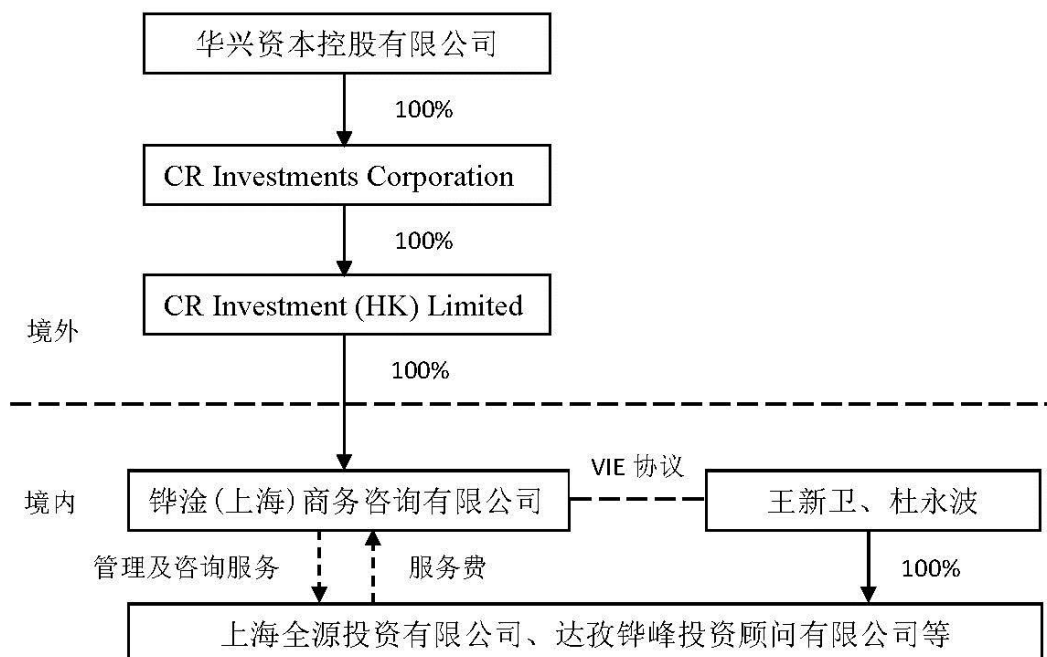 华兴资本控股有限公司
100%
CR Investments Corporation
100%
CR Investment (HK) Limited
境外
100%
VIE 协议
境内
铧淦(上海)商务咨询有限公司
王新卫、杜永波
管理及咨询服务
服务费
100%
上海全源投资有限公司、达孜铧峰投资顾问有限公司等